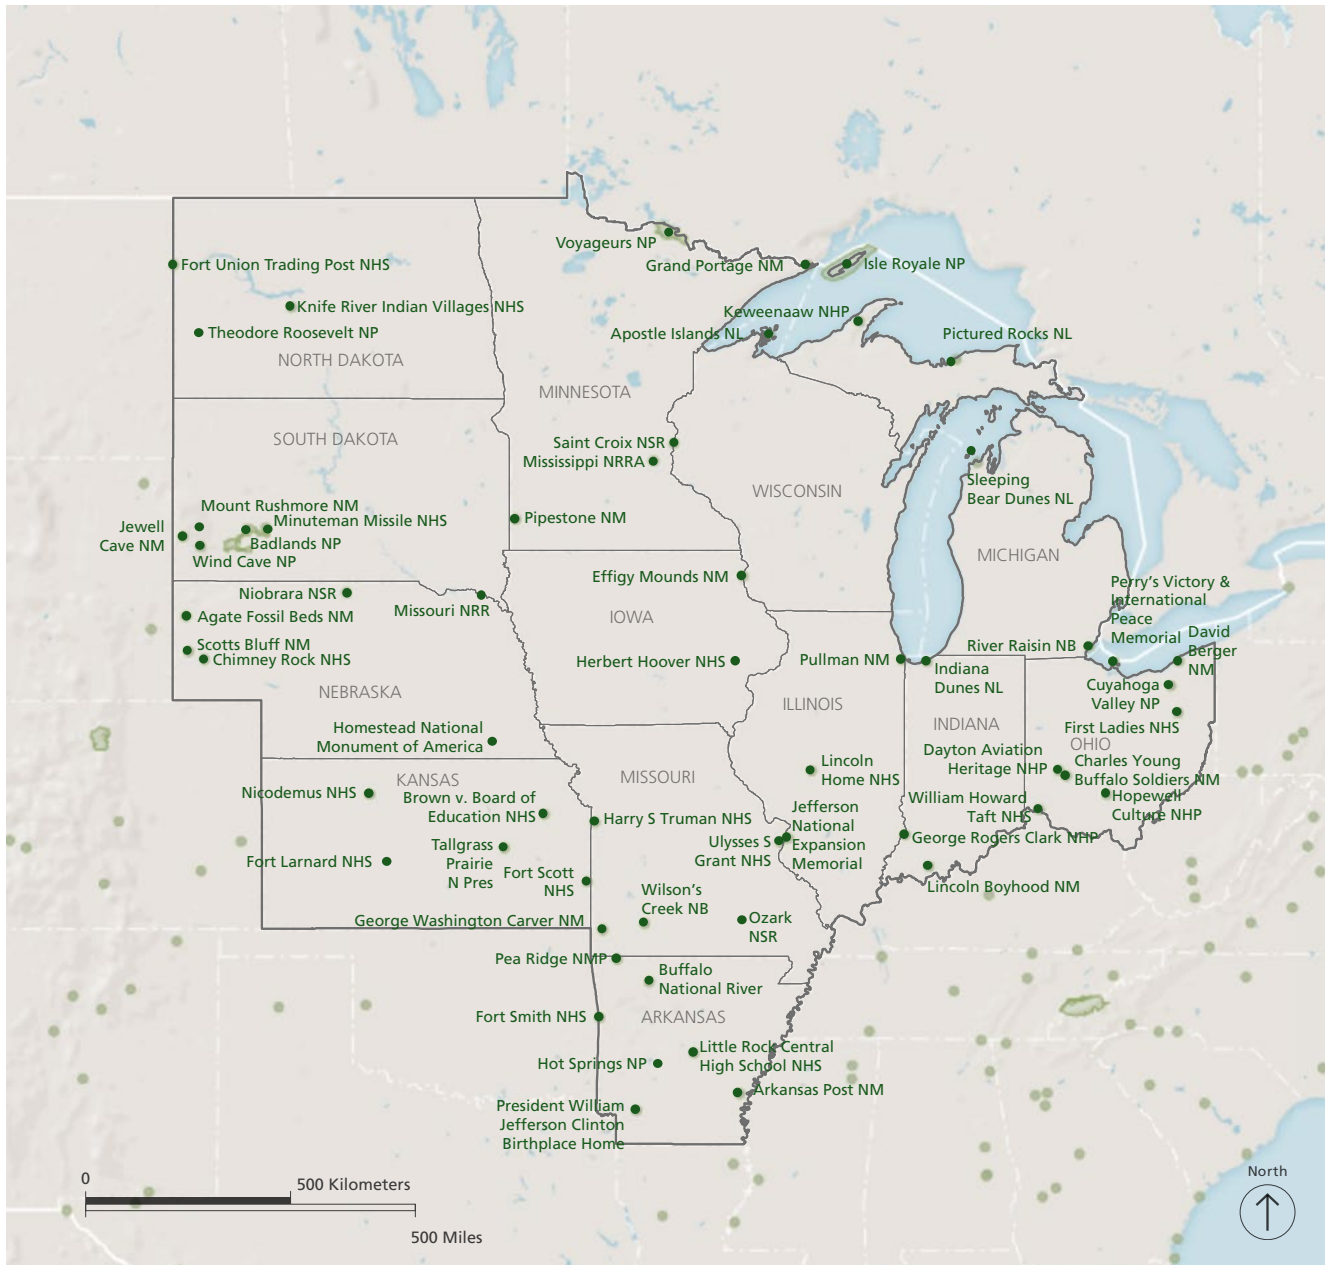 Voyageurs NP
Fort Union Trading Post NHS
Grand Portage NM
Isle Royale NP
Knife River Indian Villages NHS
Keweenaaw NHP
Theodore Roosevelt NP
Apostle Islands NL
Pictured Rocks NL
NORTH DAKOTA
MINNESOTA
SOUTH DAKOTA
Saint Croix NSR
Mississippi NRRA
Sleeping
Bear Dunes NL
WISCONSIN
Mount Rushmore NM
Minuteman Missile NHS
Pipestone NM
Jewell
Cave NM
Badlands NP
Wind Cave NP
MICHIGAN
Effigy Mounds NM
Perry's Victory &
International
Peace
Memorial
Niobrara NSR
Missouri NRR
Agate Fossil Beds NM
IOWA
David
Berger
NM
Scotts Bluff NM
Chimney Rock NHS
River Raisin NB
Herbert Hoover NHS
Pullman NM
Indiana
Dunes NL
Cuyahoga
Valley NP
NEBRASKA
ILLINOIS
INDIANA
First Ladies NHS
Homestead National
Monument of America
OHIO
Dayton Aviation
Heritage NHP
Charles Young
Buffalo Soldiers NM
Lincoln
Home NHS
KANSAS
MISSOURI
Nicodemus NHS
Brown v. Board of
Education NHS
Hopewell
Culture NHP
William Howard
Taft NHS
Jefferson
National
Expansion
Memorial
Harry S Truman NHS
Ulysses S
Grant NHS
George Rogers Clark NHP
Tallgrass
Prairie
N Pres
Fort Larnard NHS
Fort Scott
NHS
Lincoln Boyhood NM
Wilson's
Creek NB
George Washington Carver NM
Ozark
NSR
Pea Ridge NMP
Buffalo
National River
Fort Smith NHS
ARKANSAS
Little Rock Central
High School NHS
Hot Springs NP
Arkansas Post NM
President William
Jefferson Clinton
Birthplace Home
0
500 Kilometers
500 Miles
North